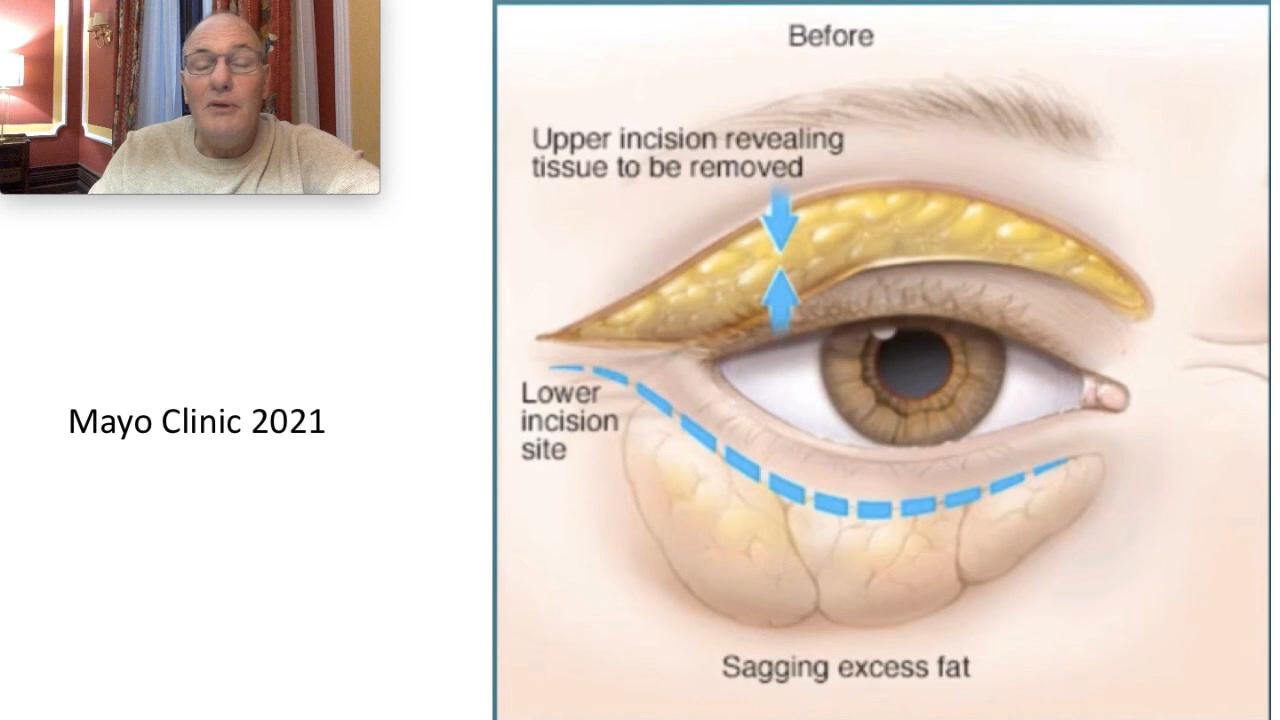 Before
Upper incision revealing
tissue to be removed
Lower
incision
site
Mayo Clinic 2021
Sagging excess fat